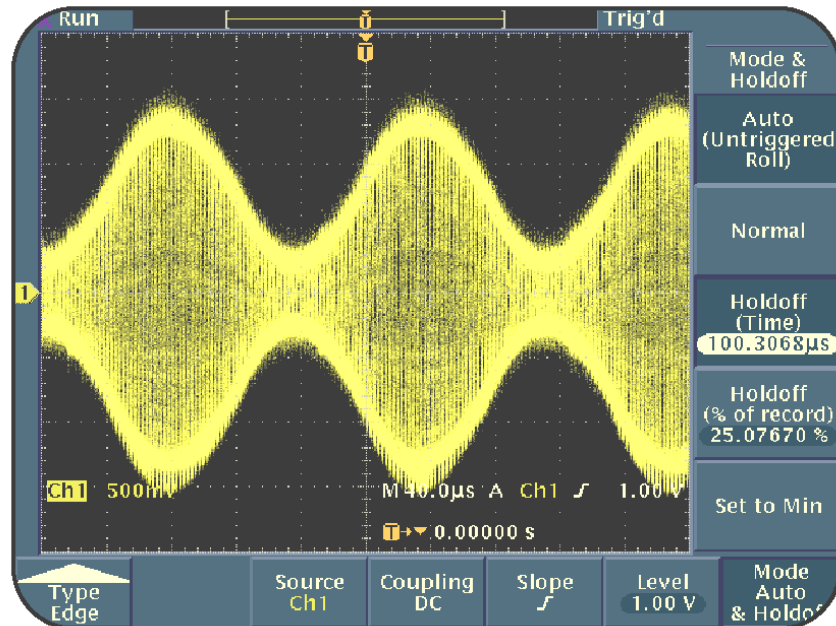 Run
T
Trig'd
T
Mode &
Holdoff
Auto
(Untriggered
Roll)
Normal
1
Holdoff
(Time)
100.3068µs
Holdoff
(% of record)
25.07670 %
Ch1 500mV M 40.0µs A Ch1 1.00 V
Set to Min
T 0.00000 s
Type
Edge
Source
Ch1
Coupling
DC
Slope
Level
1.00 V
Mode
Auto
& Holdoff